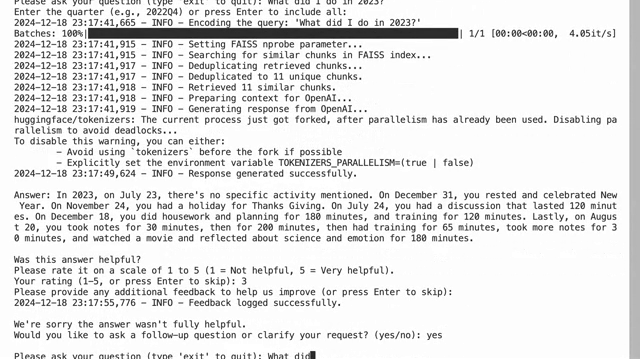 Please ask your question (type 'exit' to quit): What did I do in 2023?
Enter the quarter (e.g., 2022Q4) or press Enter to include all:
2024-12-18 23:17:41,665 - INFO - Encoding the query: 'What did I do in 2023?'
Batches: 100%| | 1/1 [00:00<00:00, 4.05it/s]
2024-12-18 23:17:41,915 - INFO - Setting FAISS nprobe parameter...
2024-12-18 23:17:41,915 - INFO - Searching for similar chunks in FAISS index...
2024-12-18 23:17:41,917 - INFO - Deduplicating retrieved chunks...
2024-12-18 23:17:41,917 - INFO - Deduplicated to 11 unique chunks.
2024-12-18 23:17:41,918 - INFO - Retrieved 11 similar chunks.
2024-12-18 23:17:41,918 - INFO - Preparing context for OpenAI...
2024-12-18 23:17:41,919 - INFO - Generating response from OpenAI...
huggingface/tokenizers: The current process just got forked, after parallelism has already been used. Disabling pa
rallelism to avoid deadlocks...
To disable this warning, you can either:
- Avoid using `tokenizers` before the fork if possible
- Explicitly set the environment variable TOKENIZERS_PARALLELISM=(true | false)
2024-12-18 23:17:49,624 - INFO - Response generated successfully.
Answer: In 2023, on July 23, there's no specific activity mentioned. On December 31, you rested and celebrated New
Year. On November 24, you had a holiday for Thanks Giving. On July 24, you had a discussion that lasted 120 minut
es. On December 18, you did housework and planning for 180 minutes, and training for 120 minutes. Lastly, on Augus
t 20, you took notes for 30 minutes, then for 200 minutes, then had training for 65 minutes, took more notes for 3
0 minutes, and watched a movie and reflected about science and emotion for 180 minutes.
Was this answer helpful?
Please rate it on a scale of 1 to 5 (1 = Not helpful, 5 = Very helpful).
Your rating (1-5, or press Enter to skip): 3
Please provide any additional feedback to help us improve (or press Enter to skip):
2024-12-18 23:17:55,776 - INFO - Feedback logged successfully.
We're sorry the answer wasn't fully helpful.
Would you like to ask a follow-up question or clarify your request? (yes/no): yes
Please ask your question (type 'exit' to quit): What did